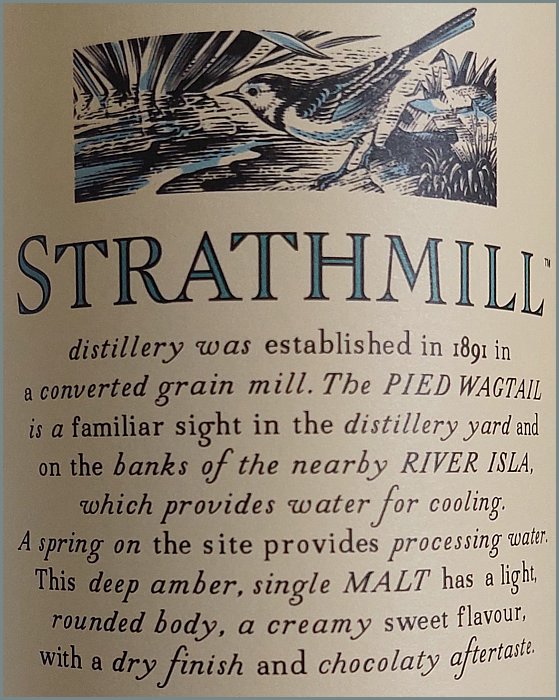 STRATHMILL™
distillery was established in 1891 in
a converted grain mill. The PIED WAGTAIL
is a familiar sight in the distillery yard and
on the banks of the nearby RIVER ISLA,
which provides water for cooling.
A spring on the site provides processing water.
This deep amber, single MALT has a light,
rounded body, a creamy sweet flavour,
with a dry finish and chocolaty aftertaste.